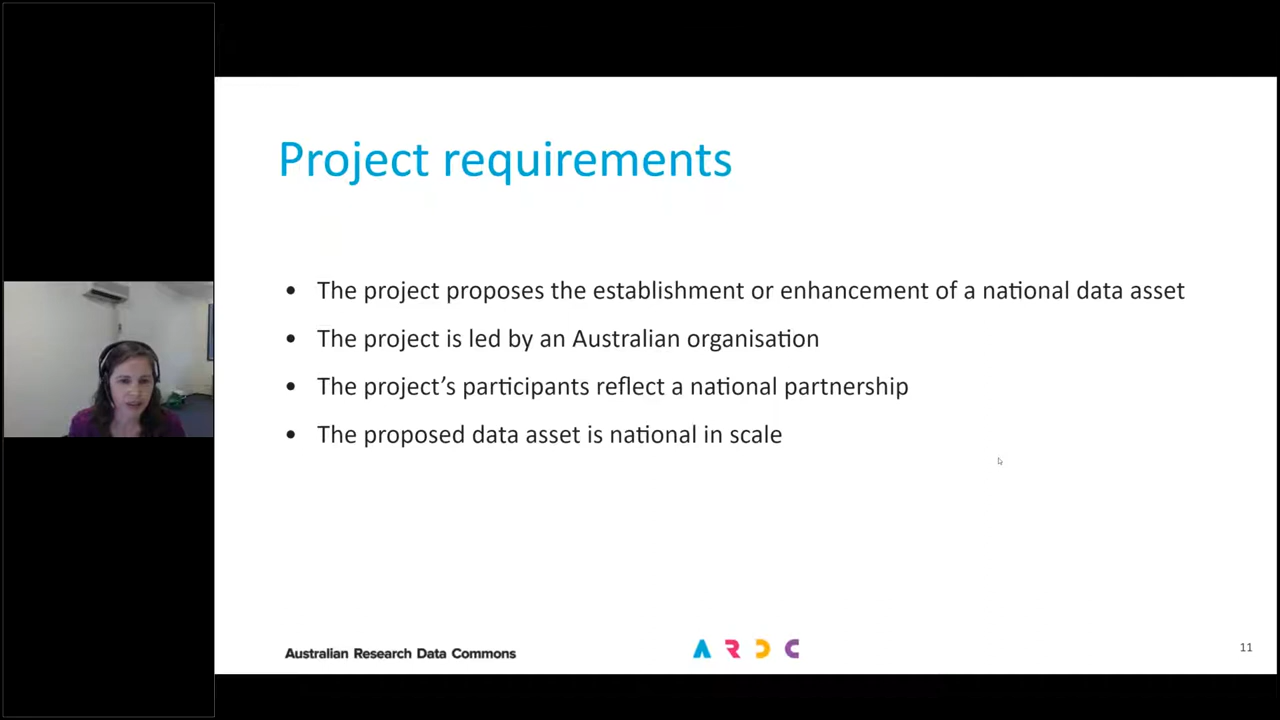 Project requirements
• The project proposes the establishment or enhancement of a national data asset
• The project is led by an Australian organisation
• The project's participants reflect a national partnership
• The proposed data asset is national in scale
Australian Research Data Commons
ARDC
11